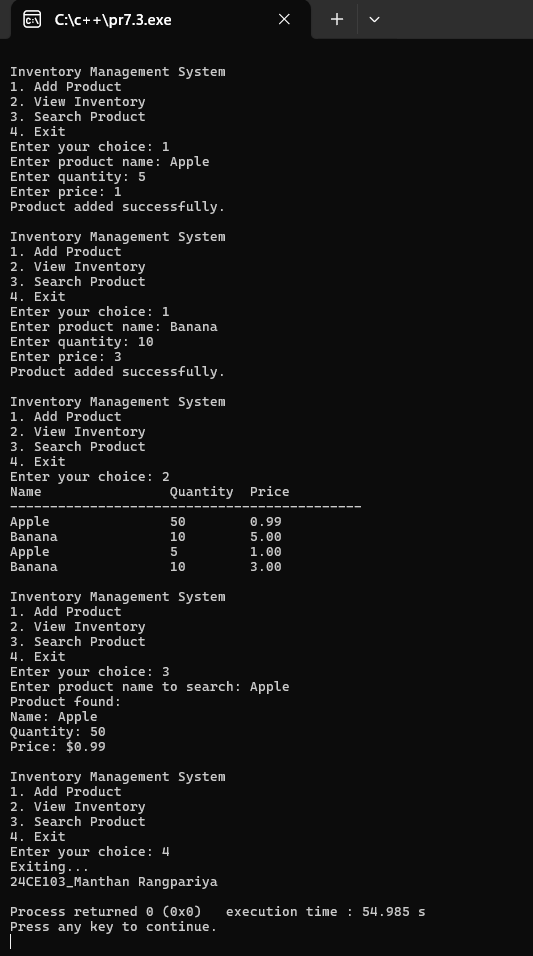 C:\c++\pr7.3.exe
Inventory Management System
1. Add Product
2. View Inventory
3. Search Product
4. Exit
Enter your choice: 1
Enter product name: Apple
Enter quantity: 5
Enter price: 1
Product added successfully.
Inventory Management System
1. Add Product
2. View Inventory
3. Search Product
4. Exit
Enter your choice: 1
Enter product name: Banana
Enter quantity: 10
Enter price: 3
Product added successfully.
Inventory Management System
1. Add Product
2. View Inventory
3. Search Product
4. Exit
Enter your choice: 2
Name                Quantity  Price
--------------------------------------------
Apple               50        0.99
Banana              10        5.00
Apple               5         1.00
Banana              10        3.00
Inventory Management System
1. Add Product
2. View Inventory
3. Search Product
4. Exit
Enter your choice: 3
Enter product name to search: Apple
Product found:
Name: Apple
Quantity: 50
Price: $0.99
Inventory Management System
1. Add Product
2. View Inventory
3. Search Product
4. Exit
Enter your choice: 4
Exiting...
24CE103_Manthan Rangpariya
Process returned 0 (0x0)   execution time : 54.985 s
Press any key to continue.